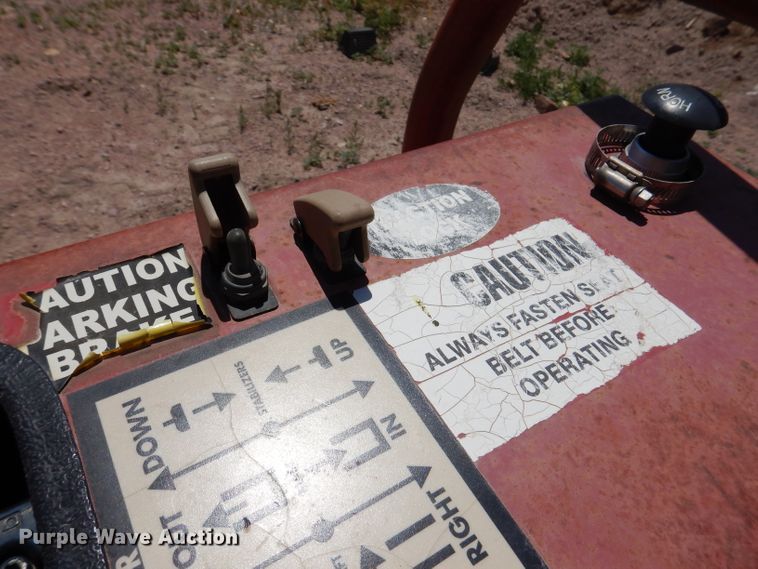 HORN
CAUTION
ALWAYS FASTEN SEAT
BELT BEFORE
OPERATING
AUTION
ARKING
BRAKE
UP
STABILIZERS
DOWN
IN
OUT
RIGHT
Purple Wave Auction